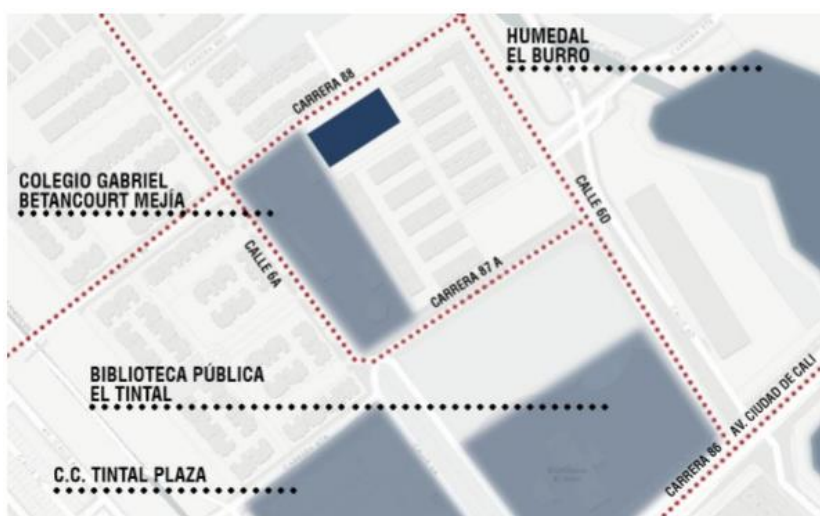 HUMEDAL
EL BURRO
CARRERA 88
COLEGIO GABRIEL
BETANCOURT MEJÍA
CALLE 6A
CALLE 6D
CARRERA 87 A
BIBLIOTECA PÚBLICA
EL TINTAL
AV. CIUDAD DE CALI
CARRERA 86
C.C. TINTAL PLAZA